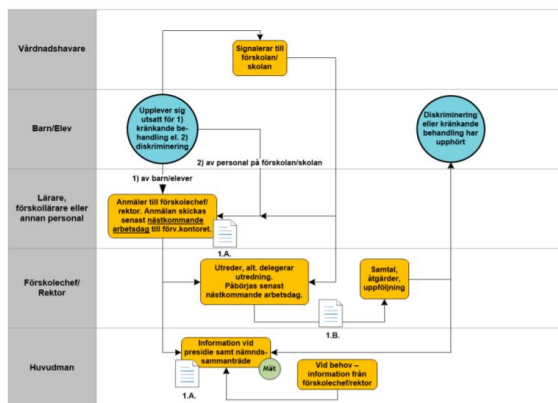 Vårdnadshavare
Signalerar till
förskolan/
skolan
Barn/Elev
Upplever sig
utsatt för 1)
kränkande be-
handling el. 2)
diskriminering
Diskriminering
eller kränkande
behandling har
upphört
2) av personal på förskolan/skolan
1) av barn/elever
Lärare,
förskollärare eller
annan personal
Anmäler till förskolechef/
rektor. Anmälan skickas
senast nästkommande
arbetsdag till förv.kontoret.
1.A.
Förskolechef/
Rektor
Utreder, alt. delegerar
utredning.
Påbörjas senast
nästkommande arbetsdag.
Samtal,
åtgärder,
uppföljning
1.B.
Huvudman
Information vid
presidie samt nämnds-
sammanträde
Mät
1.A.
Vid behov –
information från
förskolechef/rektor